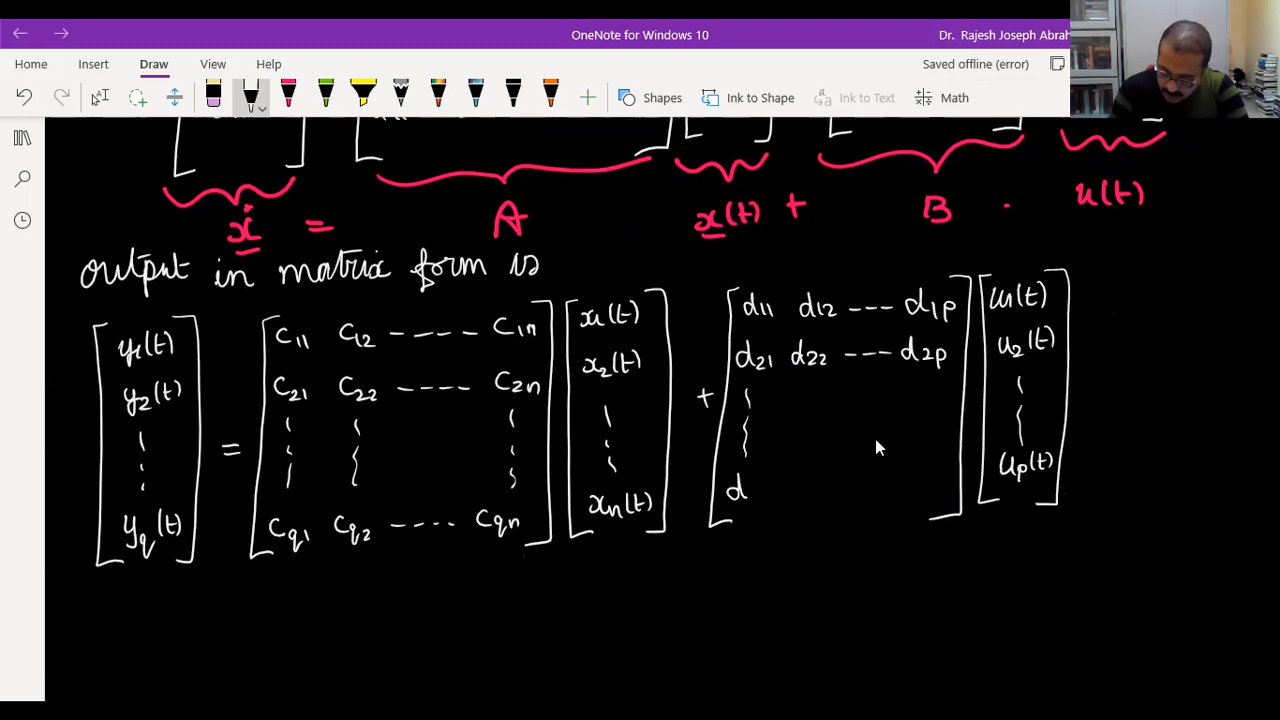 OneNote for Windows 10
Dr. Rajesh Joseph Abrah
Home Insert Draw View Help
Saved offline (error)
Shapes Ink to Shape Ink to Text Math
ẋ = A x(t) + B . u(t)
output in matrix form is
[y1(t) y2(t) ⋮ yq(t)] = [c11 c12 ---- c1n
c21 c22 ---- c2n
⋮ ⋮ ⋮
cq1 cq2 ---- cqn] [x1(t) x2(t) ⋮ xn(t)] + [d11 d12 --- d1p
d21 d22 --- d2p
⋮
d ] [u1(t) u2(t) ⋮ up(t)]